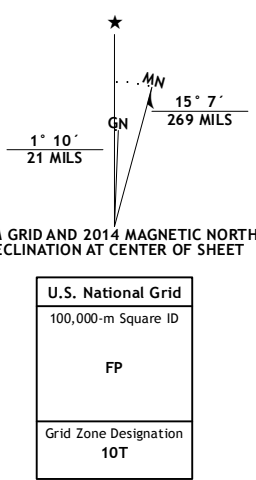 ★
MN
GN
15° 7´
269 MILS
1° 10´
21 MILS
GRID AND 2014 MAGNETIC NORTH
ECLINATION AT CENTER OF SHEET
U.S. National Grid
100,000-m Square ID
FP
Grid Zone Designation
10T